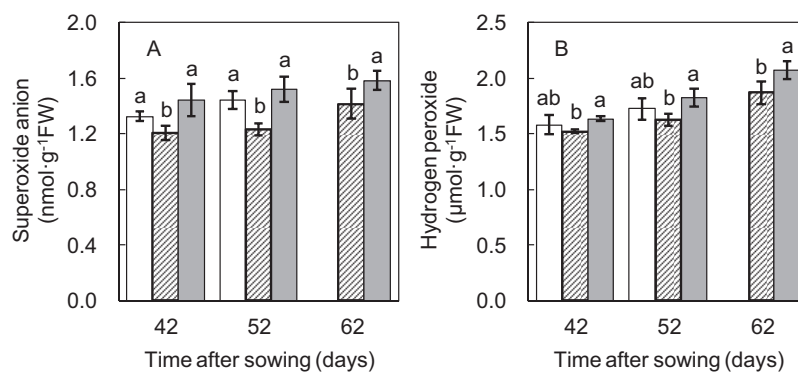 2.0
1.6
1.2
0.8
0.4
0.0
Superoxide anion
(nmol·g-1FW)
A
a
b
a
a
b
a
b
a
42
52
62
Time after sowing (days)
2.5
2.0
1.5
1.0
0.5
0.0
Hydrogen peroxide
(μmol·g-1FW)
B
ab
b
a
ab
b
a
b
a
42
52
62
Time after sowing (days)